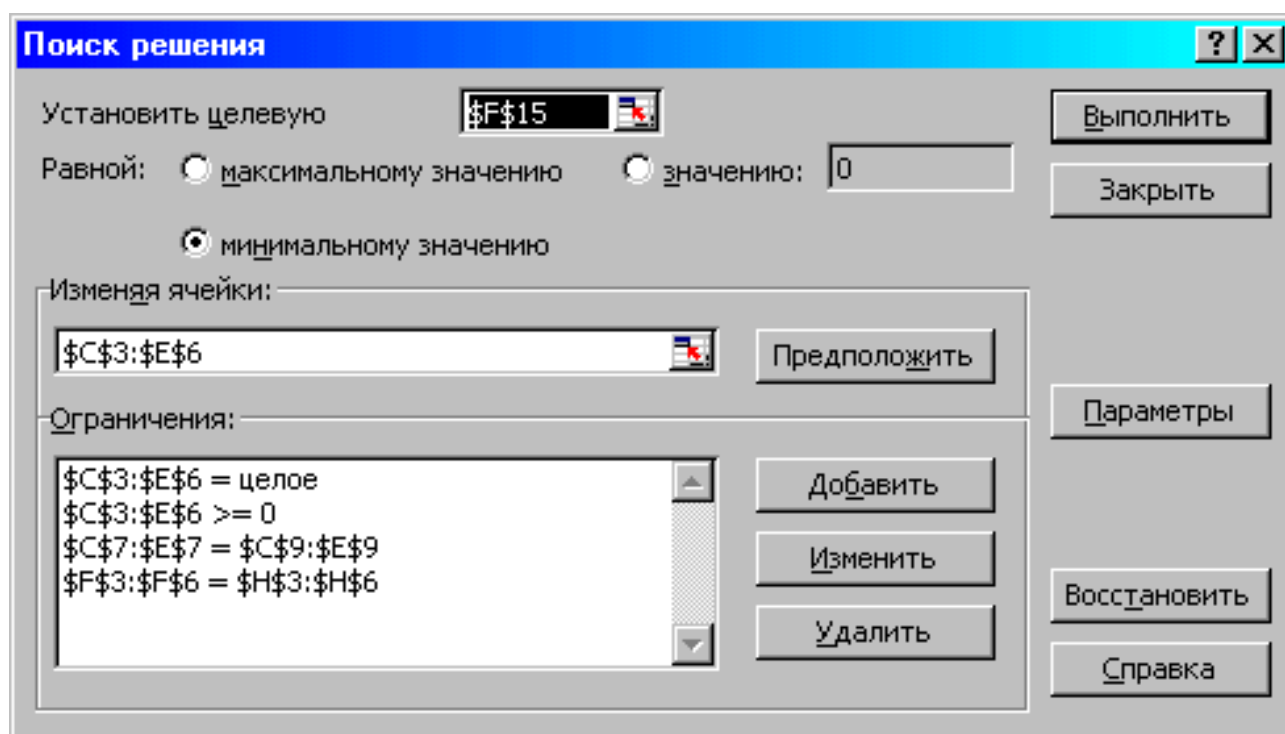 Поиск решения
Установить целевую $F$15 Выполнить
Равной: максимальному значению значению: 0 Закрыть
минимальному значению
Изменяя ячейки:
$C$3:$E$6 Предположить
Параметры
Ограничения:
$C$3:$E$6 = целое
$C$3:$E$6 >= 0
$C$7:$E$7 = $C$9:$E$9
$F$3:$F$6 = $H$3:$H$6
Добавить
Изменить
Удалить
Восстановить
Справка